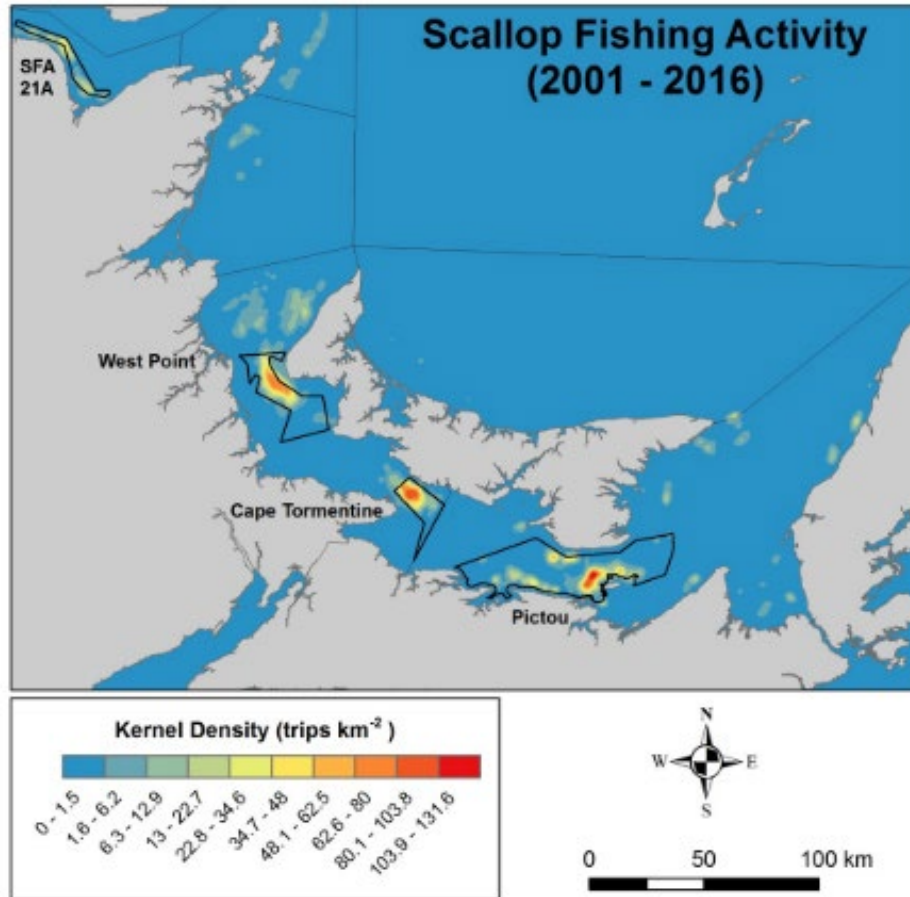 Scallop Fishing Activity
(2001 - 2016)
SFA
21A
West Point
Cape Tormentine
Pictou
Kernel Density (trips km⁻² )
0 - 1.5
1.6 - 6.2
6.3 - 12.9
13 - 22.7
22.8 - 34.6
34.7 - 48
48.1 - 62.5
62.6 - 80
80.1 - 103.8
103.9 - 131.6
N
W E
S
0 50 100 km